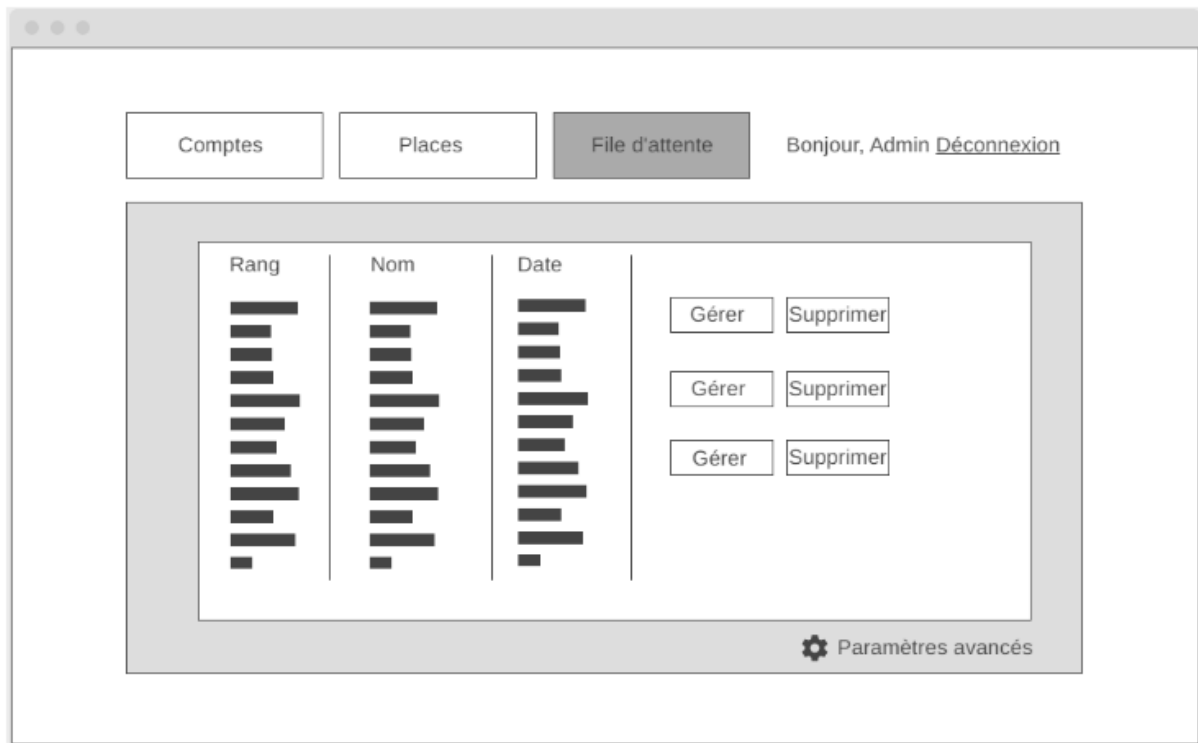 Comptes Places File d'attente Bonjour, Admin Déconnexion
Rang Nom Date
Gérer Supprimer
Gérer Supprimer
Gérer Supprimer
Paramètres avancés